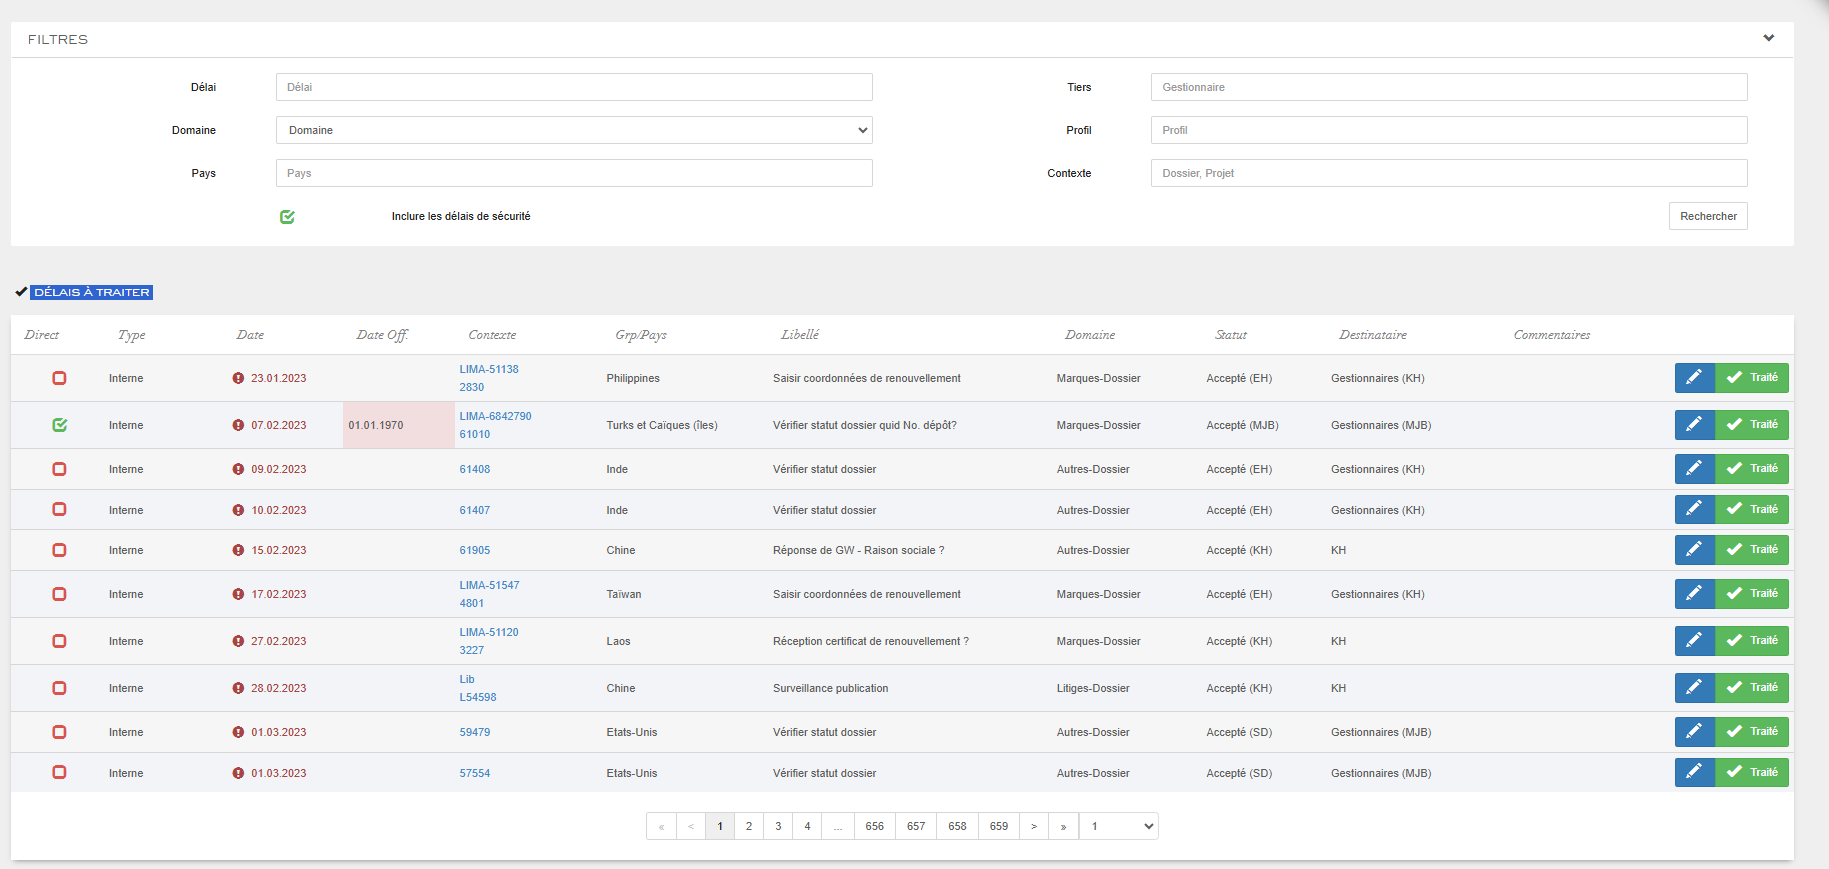 FILTRES
Délai Délai Tiers Gestionnaire
Domaine Domaine Profil Profil
Pays Pays Contexte Dossier, Projet
Inclure les délais de sécurité Rechercher
DÉLAIS À TRAITER
Direct Type Date Date Off. Contexte Grp/Pays Libellé Domaine Statut Destinataire Commentaires
Interne 23.01.2023 LIMA-51138 2830 Philippines Saisir coordonnées de renouvellement Marques-Dossier Accepté (EH) Gestionnaires (KH) Traité
Interne 07.02.2023 01.01.1970 LIMA-6842790 61010 Turks et Caïques (îles) Vérifier statut dossier quid No. dépôt? Marques-Dossier Accepté (MJB) Gestionnaires (MJB) Traité
Interne 09.02.2023 61408 Inde Vérifier statut dossier Autres-Dossier Accepté (EH) Gestionnaires (KH) Traité
Interne 10.02.2023 61407 Inde Vérifier statut dossier Autres-Dossier Accepté (EH) Gestionnaires (KH) Traité
Interne 15.02.2023 61905 Chine Réponse de GW - Raison sociale ? Autres-Dossier Accepté (KH) KH Traité
Interne 17.02.2023 LIMA-51547 4801 Taïwan Saisir coordonnées de renouvellement Marques-Dossier Accepté (EH) Gestionnaires (KH) Traité
Interne 27.02.2023 LIMA-51120 3227 Laos Réception certificat de renouvellement ? Marques-Dossier Accepté (KH) KH Traité
Interne 28.02.2023 Lib L54598 Chine Surveillance publication Litiges-Dossier Accepté (KH) KH Traité
Interne 01.03.2023 59479 Etats-Unis Vérifier statut dossier Autres-Dossier Accepté (SD) Gestionnaires (MJB) Traité
Interne 01.03.2023 57554 Etats-Unis Vérifier statut dossier Autres-Dossier Accepté (SD) Gestionnaires (MJB) Traité
« < 1 2 3 4 ... 656 657 658 659 > » 1